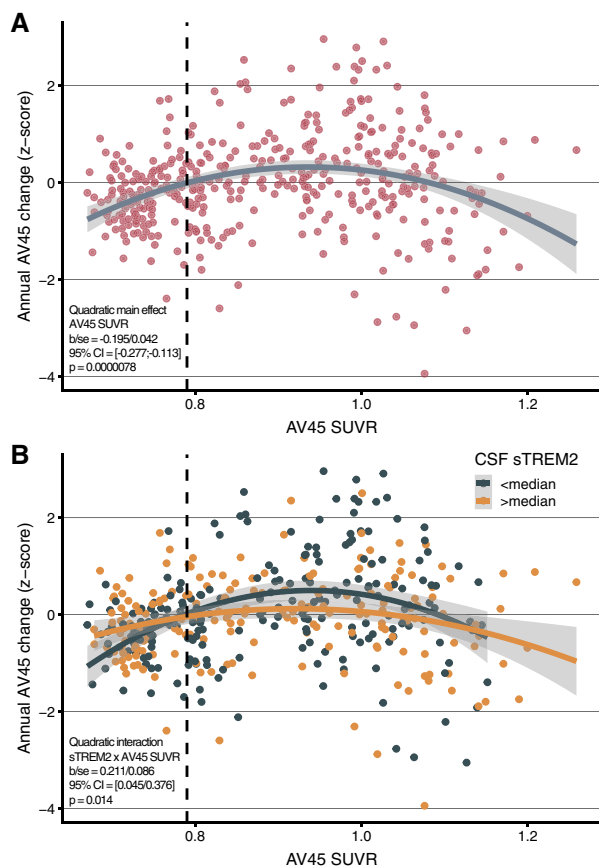 A
Annual AV45 change (z−score)
2
0
−2
−4
Quadratic main effect
AV45 SUVR
b/se = -0.195/0.042
95% CI = [-0.277;-0.113]
p = 0.0000078
0.8 1.0 1.2
AV45 SUVR
B
CSF sTREM2
<median
>median
Annual AV45 change (z−score)
2
0
−2
−4
Quadratic interaction
sTREM2 x AV45 SUVR
b/se = 0.211/0.086
95% CI = [0.045/0.376]
p = 0.014
0.8 1.0 1.2
AV45 SUVR